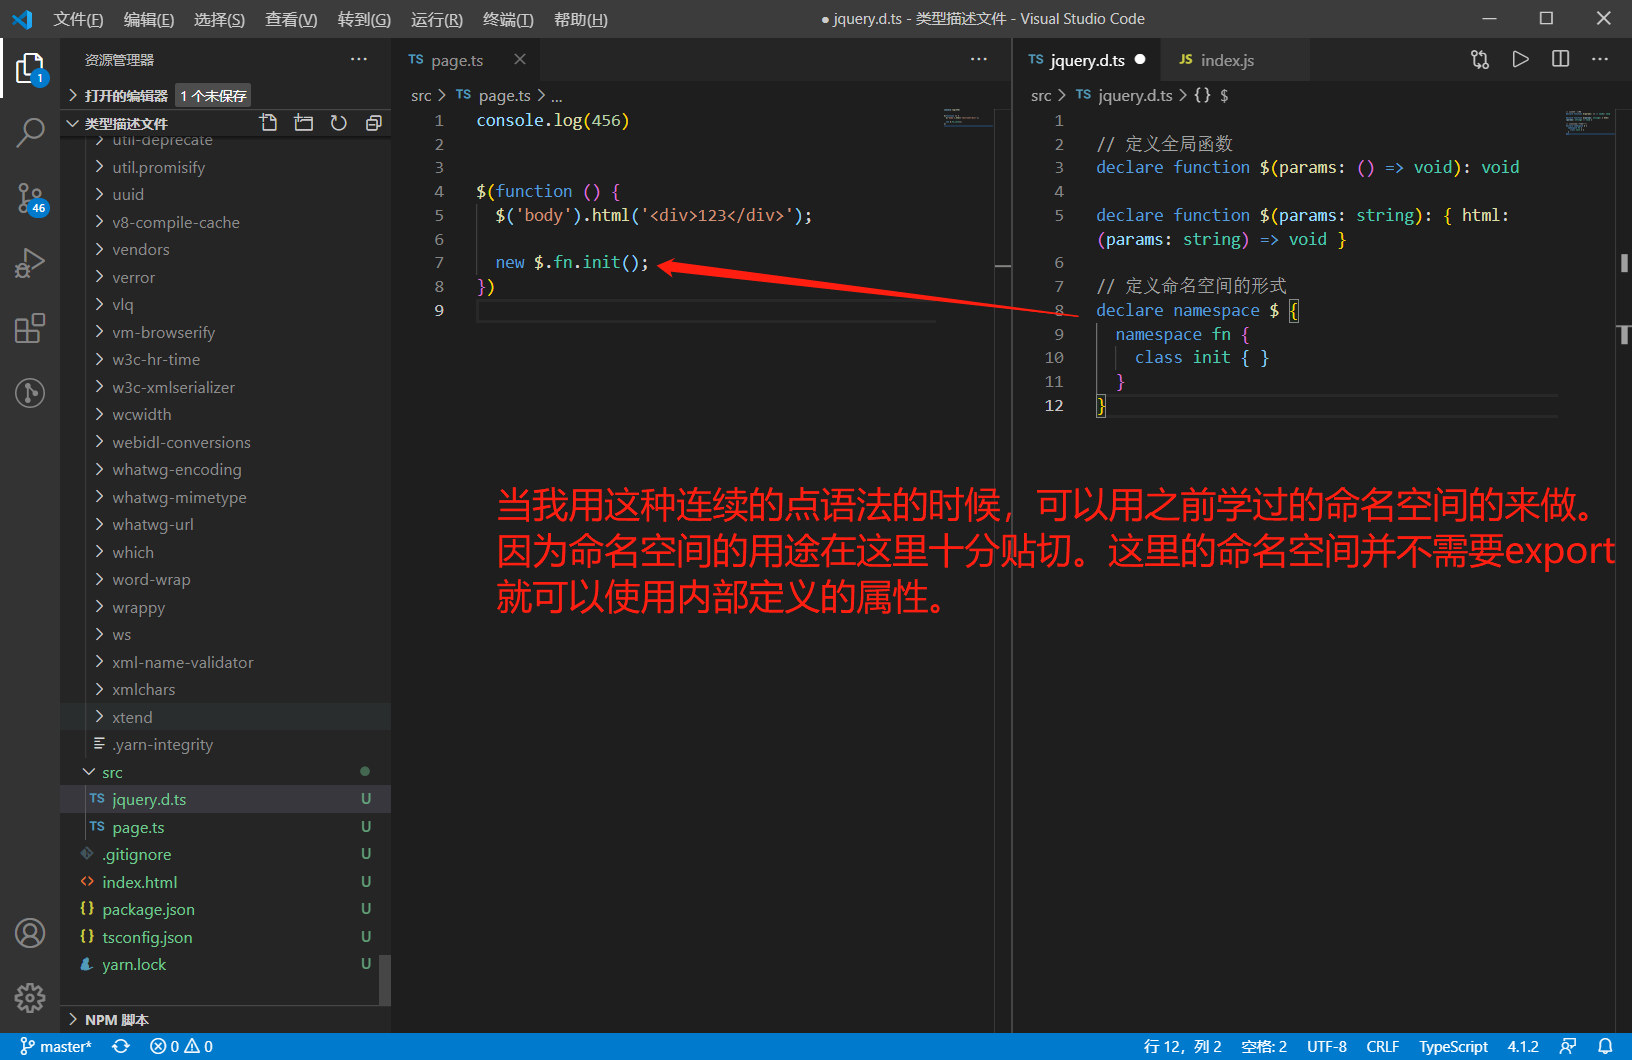 文件(F) 编辑(E) 选择(S) 查看(V) 转到(G) 运行(R) 终端(T) 帮助(H) ● jquery.d.ts - 类型描述文件 - Visual Studio Code
资源管理器 ···
打开的编辑器 1 个未保存
类型描述文件
util-deprecate
util.promisify
uuid
v8-compile-cache
vendors
verror
vlq
vm-browserify
w3c-hr-time
w3c-xmlserializer
wcwidth
webidl-conversions
whatwg-encoding
whatwg-mimetype
whatwg-url
which
word-wrap
wrappy
ws
xml-name-validator
xmlchars
xtend
.yarn-integrity
src
TS jquery.d.ts U
TS page.ts U
.gitignore U
<> index.html U
{} package.json U
{} tsconfig.json U
yarn.lock U
NPM 脚本
1
46
TS page.ts ···
src > TS page.ts > ...
1 console.log(456)
2
3
4 $(function () {
5 $('body').html('<div>123</div>');
6
7 new $.fn.init();
8 })
9
TS jquery.d.ts ● JS index.js ···
src > TS jquery.d.ts > {} $
1
2 // 定义全局函数
3 declare function $(params: () => void): void
4
5 declare function $(params: string): { html:
(params: string) => void }
6
7 // 定义命名空间的形式
8 declare namespace $ {
9 namespace fn {
10 class init { }
11 }
12 }
当我用这种连续的点语法的时候，可以用之前学过的命名空间的来做。
因为命名空间的用途在这里十分贴切。这里的命名空间并不需要export
就可以使用内部定义的属性。
master* 0 0 行 12，列 2 空格: 2 UTF-8 CRLF TypeScript 4.1.2